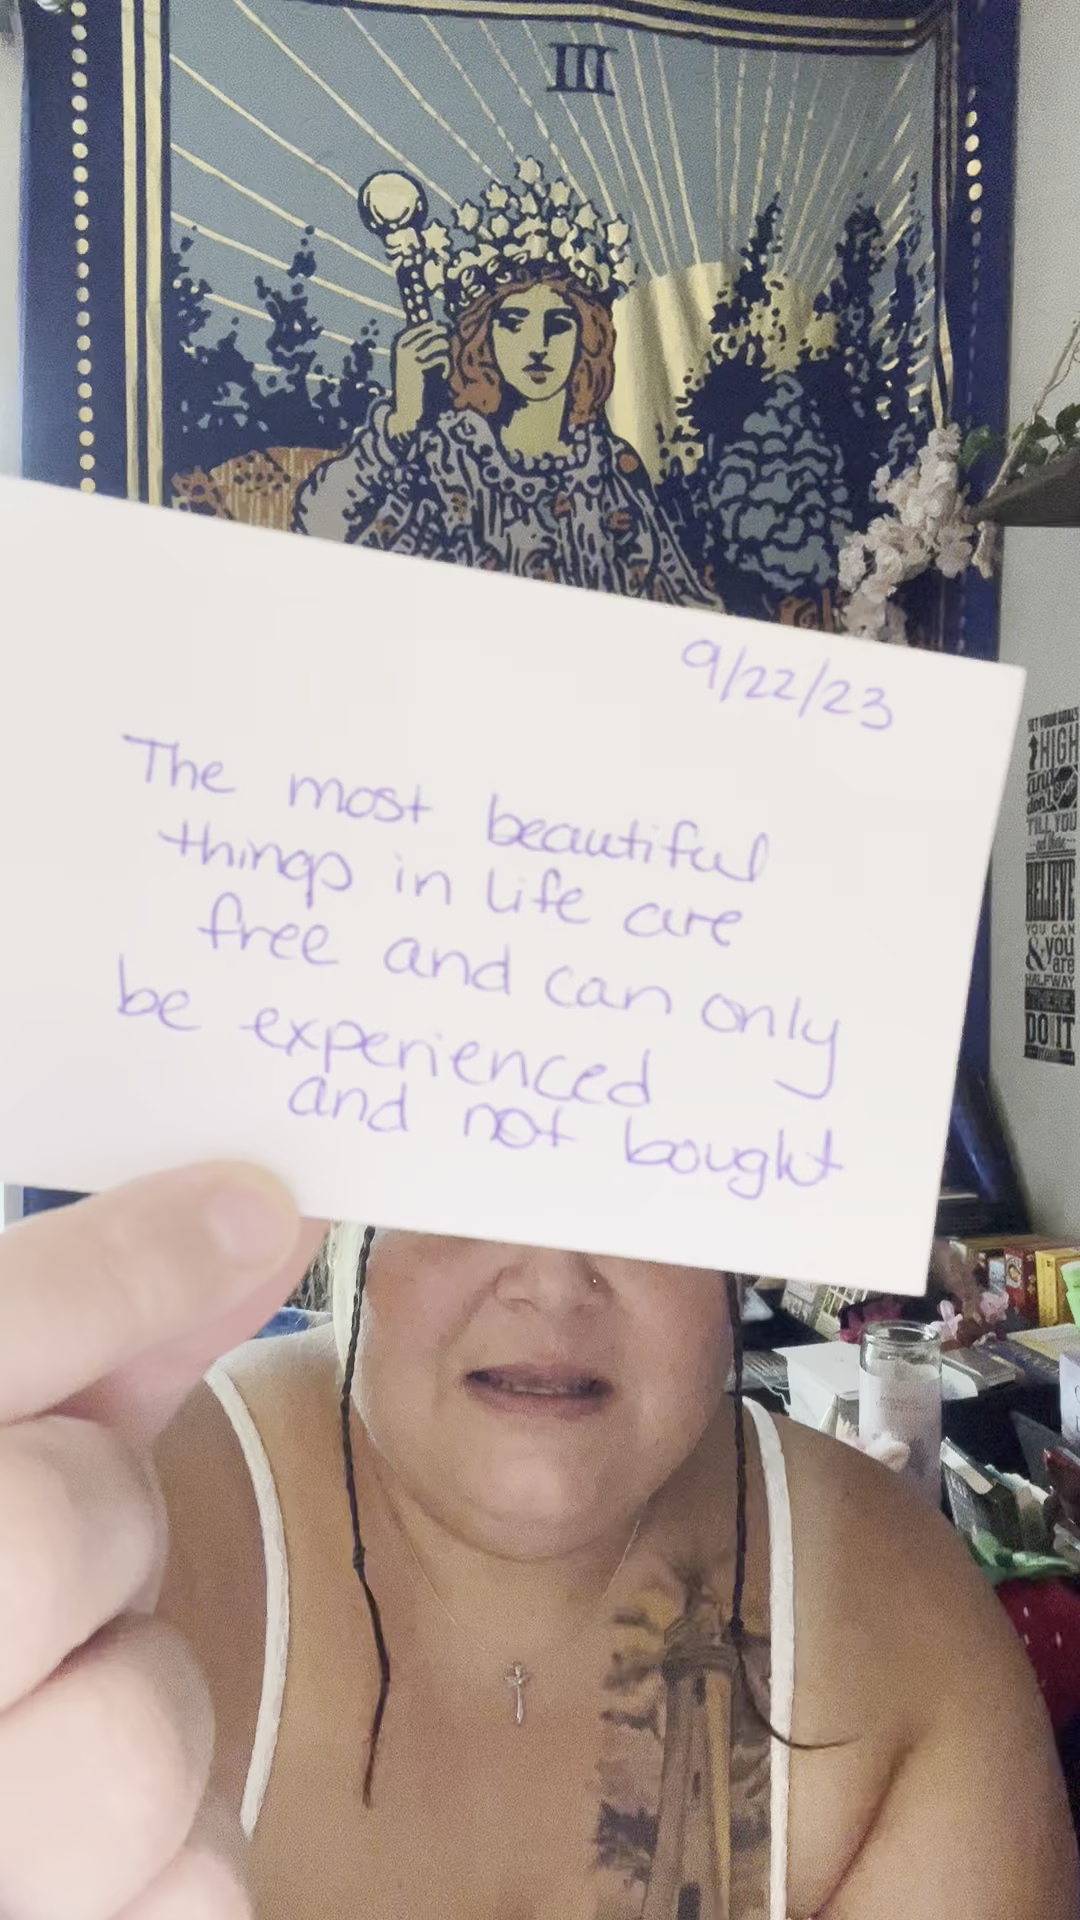 III
9/22/23
The most beautiful
things in life are
free and can only
be experienced
and not bought
SET YOUR GOALS
HIGH
and
don't
TILL YOU
get there
BELIEVE
YOU CAN
& you
are
HALFWAY
THERE
DO IT